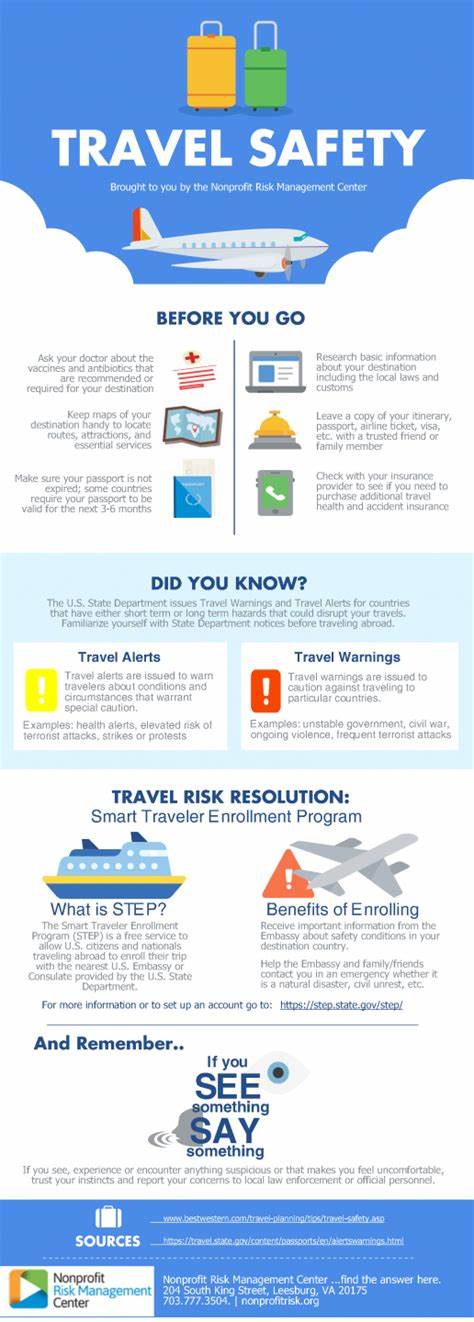 TRAVEL SAFETY
Brought to you by the Nonprofit Risk Management Center
BEFORE YOU GO
Ask your doctor about the
vaccines and antibiotics that
are recommended or
required for your destination
Keep maps of your
destination handy to locate
routes, attractions, and
essential services
Make sure your passport is not
expired; some countries
require your passport to be
valid for the next 3-6 months
Research basic information
about your destination
including the local laws and
customs
Leave a copy of your itinerary,
passport, airline ticket, visa,
etc. with a trusted friend or
family member
Check with your insurance
provider to see if you need to
purchase additional travel
health and accident insurance
DID YOU KNOW?
The U.S. State Department issues Travel Warnings and Travel Alerts for countries
that have either short term or long term hazards that could disrupt your travels.
Familiarize yourself with State Department notices before traveling abroad.
Travel Alerts
Travel alerts are issued to warn
travelers about conditions and
circumstances that warrant
special caution.
Examples: health alerts, elevated risk of
terrorist attacks, strikes or protests
Travel Warnings
Travel warnings are issued to
caution against traveling to
particular countries.
Examples: unstable government, civil war,
ongoing violence, frequent terrorist attacks
TRAVEL RISK RESOLUTION:
Smart Traveler Enrollment Program
What is STEP?
The Smart Traveler Enrollment
Program (STEP) is a free service to
allow U.S. citizens and nationals
traveling abroad to enroll their trip
with the nearest U.S. Embassy or
Consulate provided by the U.S. State
Department.
Benefits of Enrolling
Receive important information from the
Embassy about safety conditions in your
destination country.
Help the Embassy and family/friends
contact you in an emergency whether it
is a natural disaster, civil unrest, etc.
For more information or to set up an account go to: https://step.state.gov/step/
And Remember..
If you
SEE
something
SAY
something
If you see, experience or encounter anything suspicious or that makes you feel uncomfortable,
trust your instincts and report your concerns to local law enforcement or official personnel.
SOURCES
www.bestwestern.com/travel-planning/tips/travel-safety.asp
https://travel.state.gov/content/passports/en/alertswarnings.html
Nonprofit
Risk Management
Center
Nonprofit Risk Management Center ...find the answer here.
204 South King Street, Leesburg, VA 20175
703.777.3504. | nonprofitrisk.org